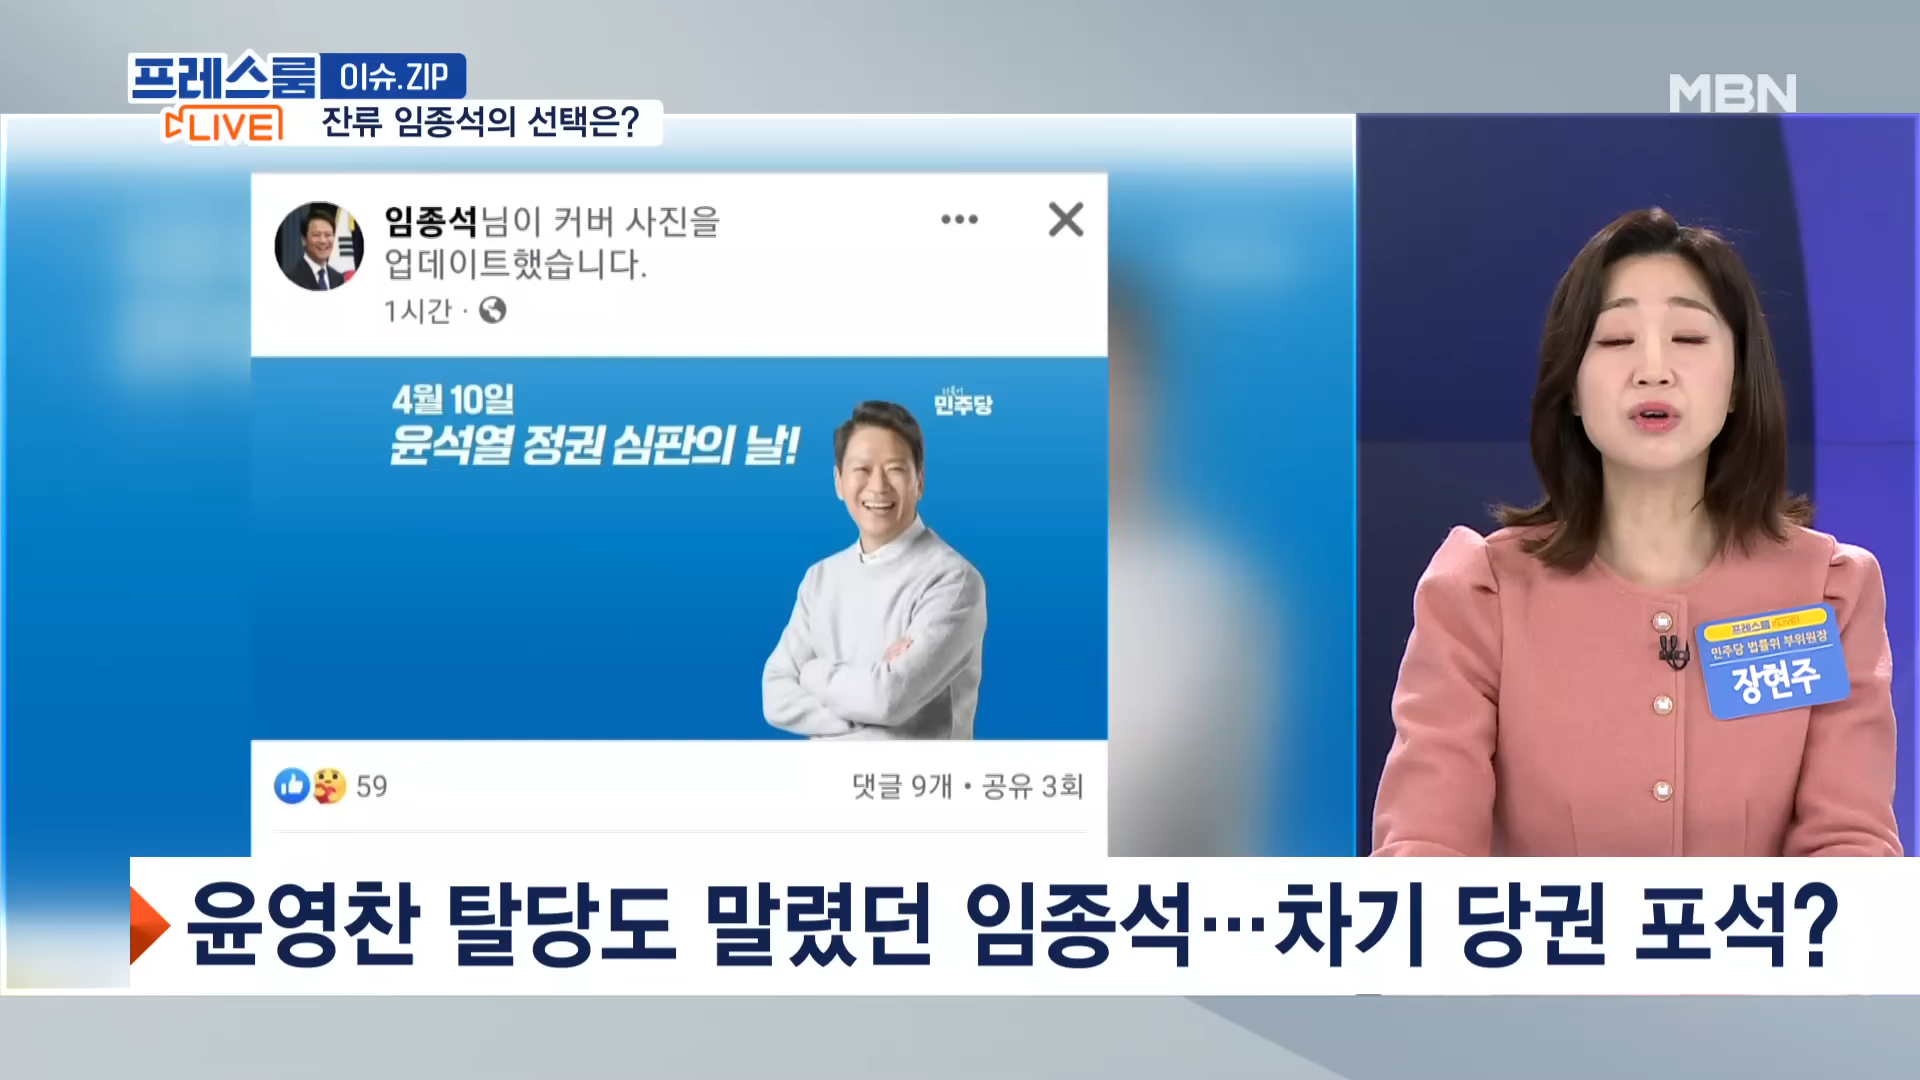 프레스룸 이슈.ZIP
LIVE!
잔류 임종석의 선택은?
MBN
임종석님이 커버 사진을
업데이트했습니다.
1시간 ·
4월 10일
윤석열 정권 심판의 날!
더불어
민주당
59
댓글 9개 • 공유 3회
프레스룸 LIVE!
민주당 법률위 부위원장
장현주
윤영찬 탈당도 말렸던 임종석…차기 당권 포석?